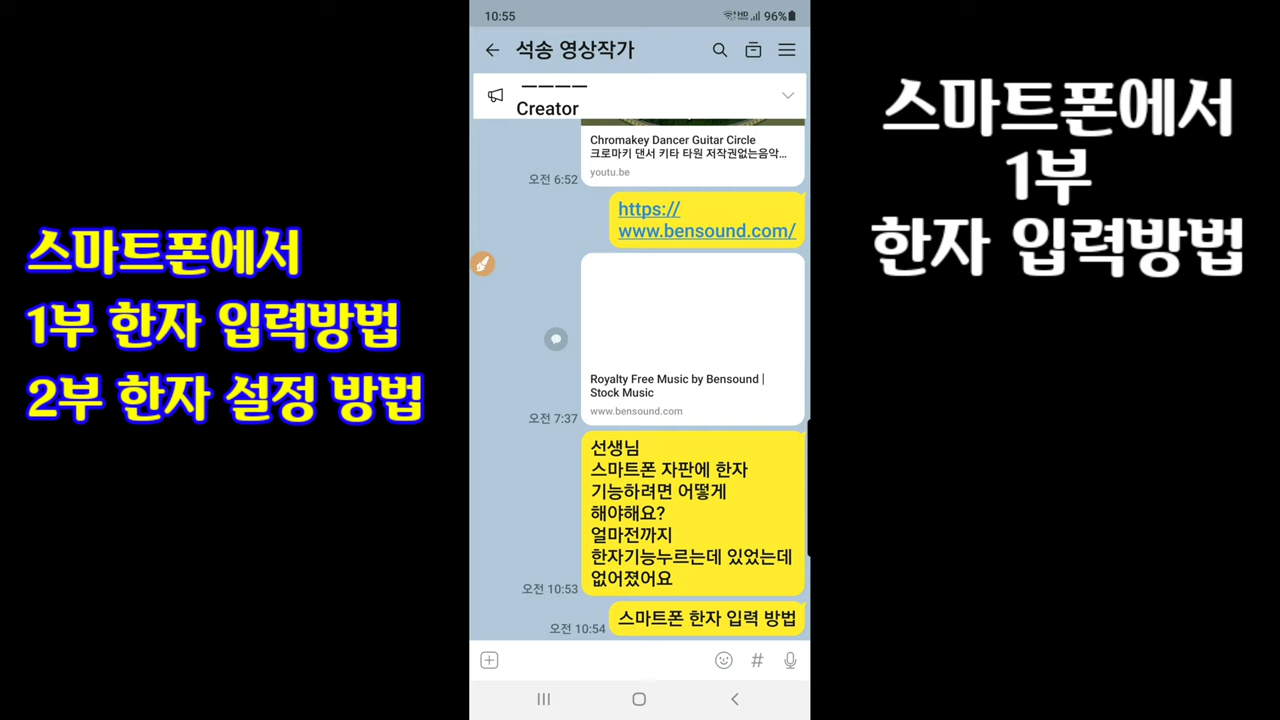 스마트폰에서
1부 한자 입력방법
2부 한자 설정 방법
10:55
HD
96%
석송 영상작가
ㅡㅡㅡㅡ
Creator
Chromakey Dancer Guitar Circle
크로마키 댄서 키타 타원 저작권없는음악...
youtu.be
오전 6:52
https://
www.bensound.com/
Royalty Free Music by Bensound |
Stock Music
www.bensound.com
오전 7:37
선생님
스마트폰 자판에 한자
기능하려면 어떻게
해야해요?
얼마전까지
한자기능누르는데 있었는데
없어졌어요
오전 10:53
스마트폰 한자 입력 방법
오전 10:54
#
스마트폰에서
1부
한자 입력방법